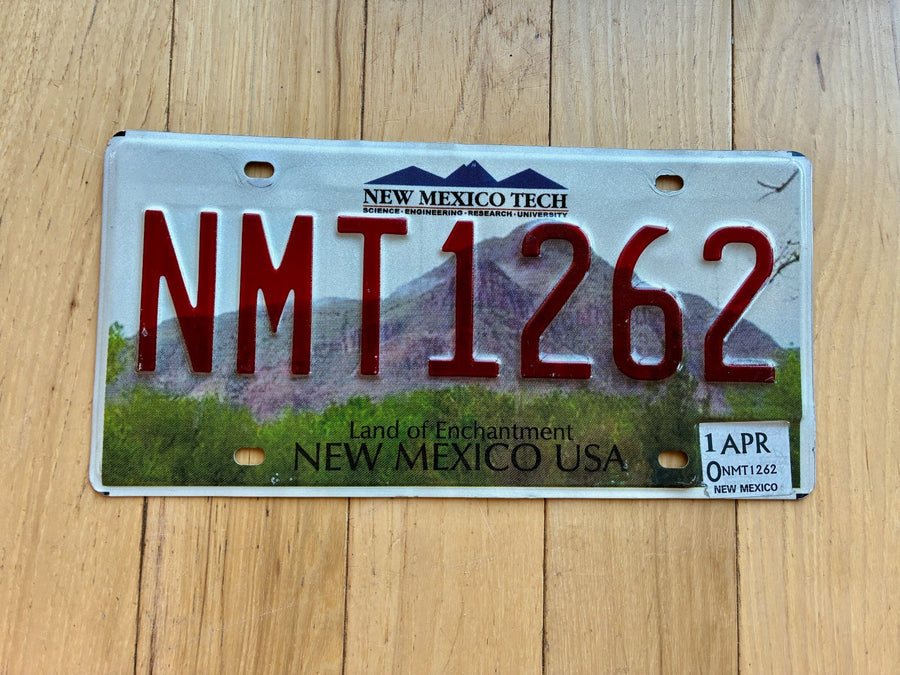 NEW MEXICO TECH
SCIENCE • ENGINEERING • RESEARCH • UNIVERSITY
NMT1262
Land of Enchantment
NEW MEXICO USA
1 APR
0 NMT1262
NEW MEXICO